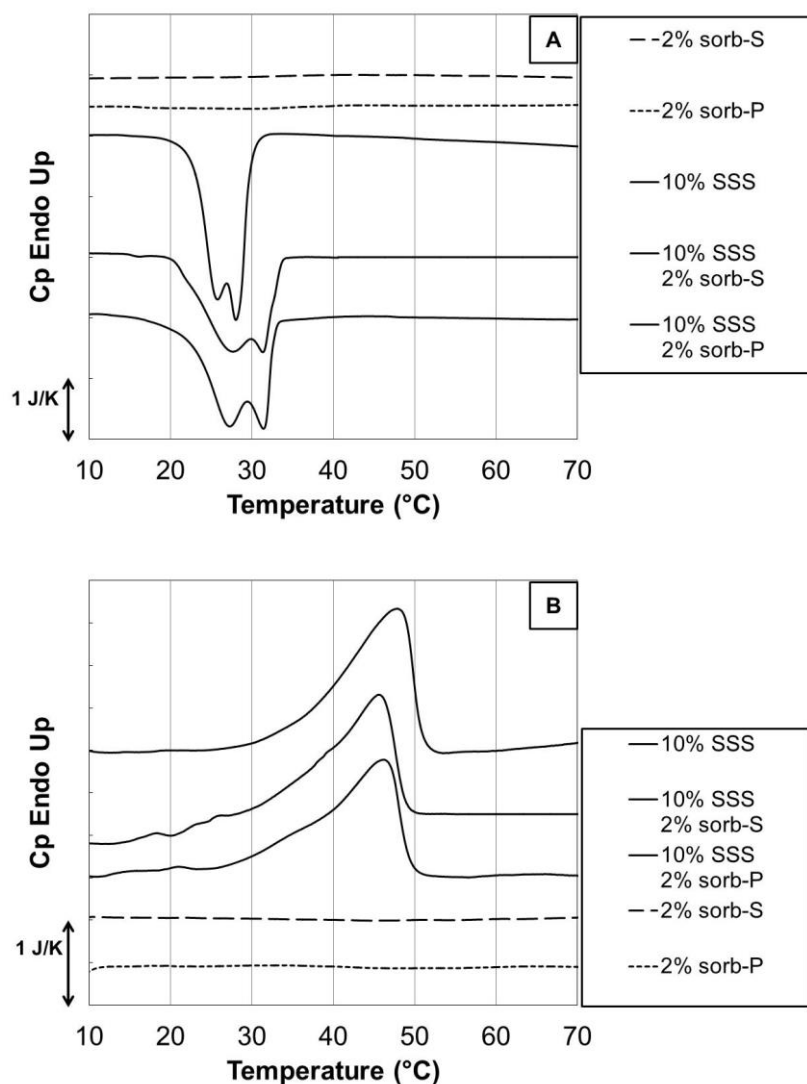 A
2% sorb-S
2% sorb-P
10% SSS
10% SSS
2% sorb-S
10% SSS
2% sorb-P
Cp Endo Up
1 J/K
10 20 30 40 50 60 70
Temperature (°C)
B
10% SSS
10% SSS
2% sorb-S
10% SSS
2% sorb-P
2% sorb-S
2% sorb-P
Cp Endo Up
1 J/K
10 20 30 40 50 60 70
Temperature (°C)